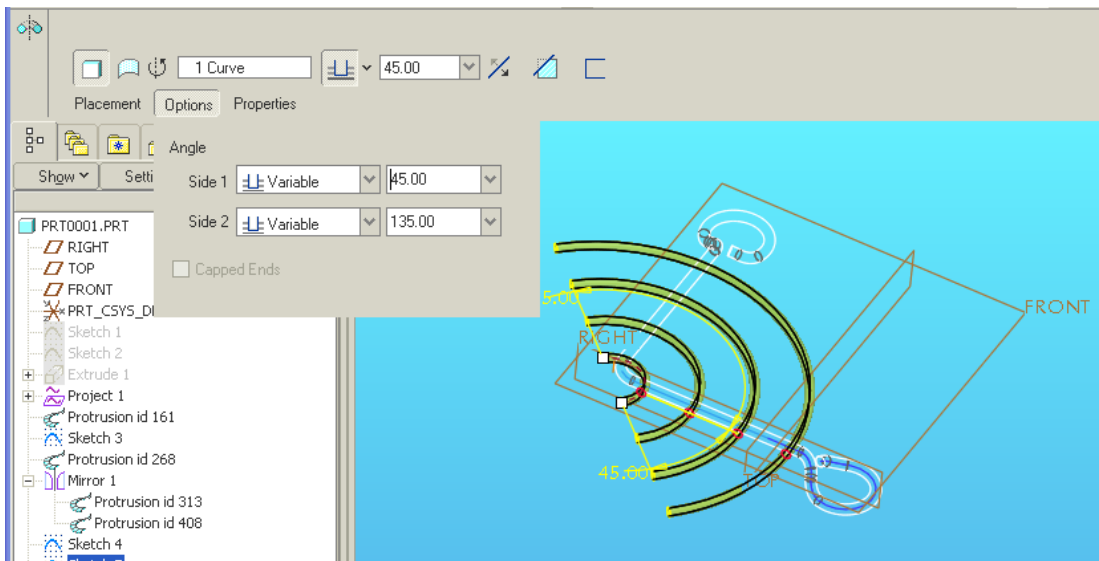 1 Curve 45.00
Placement Options Properties
Angle
Show Setti
Side 1 Variable 45.00
Side 2 Variable 135.00
Capped Ends
PRT0001.PRT
RIGHT
TOP
FRONT
PRT_CSYS_DE
Sketch 1
Sketch 2
Extrude 1
Project 1
Protrusion id 161
Sketch 3
Protrusion id 268
Mirror 1
Protrusion id 313
Protrusion id 408
Sketch 4
5.00
FRONT
RIGHT
45.00
TOP